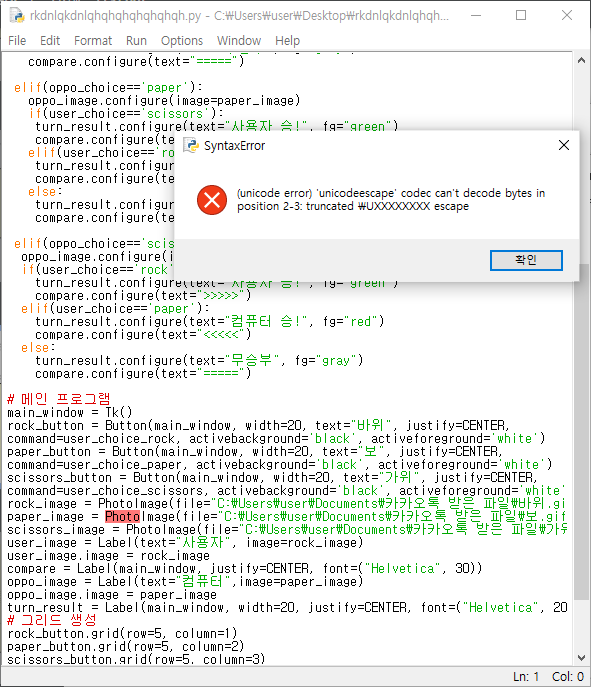 rkdnlqkdnlqhqhqhqhqhqhqh.py - C:₩Users₩user₩Desktop₩rkdnlqkdnlqhqh...
File Edit Format Run Options Window Help
compare.configure(text="=====")
elif(oppo_choice=='paper'):
oppo_image.configure(image=paper_image)
if(user_choice=='scissors'):
turn_result.configure(text="사용자 승!", fg="green")
compare.configure(
elif(user_choice=='ro
turn_result.configure
compare.configure(te
else:
turn_result.configur
compare.configure(te
SyntaxError
(unicode error) 'unicodeescape' codec can't decode bytes in
position 2-3: truncated ₩UXXXXXXXX escape
확인
elif(oppo_choice=='scis
oppo_image.configure(i
if(user_choice=='rock'
turn_result.configure(text="사용자 승!", fg="green")
compare.configure(text=">>>>>")
elif(user_choice=='paper'):
turn_result.configure(text="컴퓨터 승!", fg="red")
compare.configure(text="<<<<<")
else:
turn_result.configure(text="무승부", fg="gray")
compare.configure(text="=====")
# 메인 프로그램
main_window = Tk()
rock_button = Button(main_window, width=20, text="바위", justify=CENTER,
command=user_choice_rock, activebackground='black', activeforeground='white')
paper_button = Button(main_window, width=20, text="보", justify=CENTER,
command=user_choice_paper, activebackground='black', activeforeground='white')
scissors_button = Button(main_window, width=20, text="가위", justify=CENTER,
command=user_choice_scissors, activebackground='black', activeforeground='white'
rock_image = PhotoImage(file="C:₩Users₩user₩Documents₩카카오톡 받은 파일₩바위.gif
paper_image = PhotoImage(file="C:₩Users₩user₩Documents₩카카오톡 받은 파일₩보.gif
scissors_image = PhotoImage(file="C:₩Users₩user₩Documents₩카카오톡 받은 파일₩가위
user_image = Label(text="사용자", image=rock_image)
user_image.image = rock_image
compare = Label(main_window, justify=CENTER, font=("Helvetica", 30))
oppo_image = Label(text="컴퓨터",image=paper_image)
oppo_image.image = paper_image
turn_result = Label(main_window, width=20, justify=CENTER, font=("Helvetica", 20
# 그리드 생성
rock_button.grid(row=5, column=1)
paper_button.grid(row=5, column=2)
scissors_button.grid(row=5, column=3)
Ln: 1 Col: 0